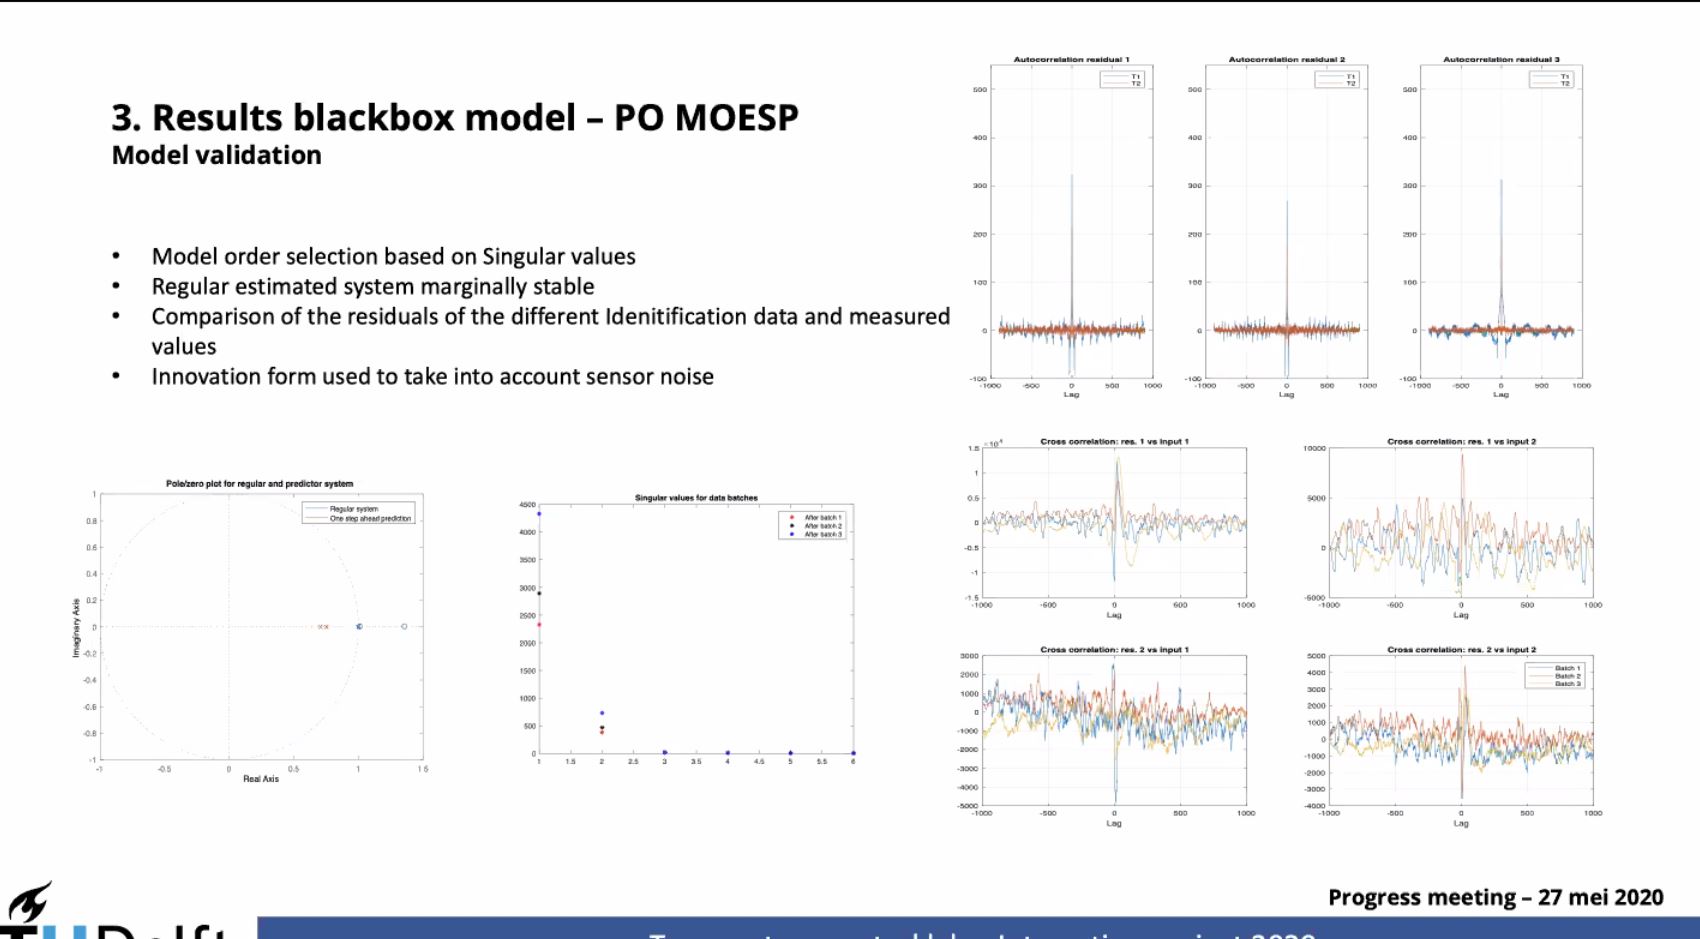 3. Results blackbox model – PO MOESP
Model validation
• Model order selection based on Singular values
• Regular estimated system marginally stable
• Comparison of the residuals of the different Idenitification data and measured
values
• Innovation form used to take into account sensor noise
Autocorrelation residual 1
T1
T2
500
400
300
200
100
0
-100
-1000 -500 0 500 1000
Lag
Autocorrelation residual 2
T1
T2
500
400
300
200
100
0
-100
-1000 -500 0 500 1000
Lag
Autocorrelation residual 3
T1
T2
500
400
300
200
100
0
-100
-1000 -500 0 500 1000
Lag
Cross correlation: res. 1 vs input 1
1.5
1
0.5
0
-0.5
-1
-1.5
-1000 -500 0 500 1000
Lag
Cross correlation: res. 1 vs input 2
10000
5000
0
-5000
-1000 -500 0 500 1000
Lag
Cross correlation: res. 2 vs input 1
3000
2000
1000
0
-1000
-2000
-3000
-4000
-5000
-1000 -500 0 500 1000
Lag
Cross correlation: res. 2 vs input 2
Batch 1
Batch 2
Batch 3
5000
4000
3000
2000
1000
0
-1000
-2000
-3000
-4000
-1000 -500 0 500 1000
Lag
Pole/zero plot for regular and predictor system
Regular system
One step ahead prediction
1
0.8
0.6
0.4
0.2
0
-0.2
-0.4
-0.6
-0.8
-1
-1 -0.5 0 0.5 1 1.5
Imaginary Axis
Real Axis
Singular values for data batches
After batch 1
After batch 2
After batch 3
4500
4000
3500
3000
2500
2000
1500
1000
500
0
1 1.5 2 2.5 3 3.5 4 4.5 5 5.5 6
Progress meeting – 27 mei 2020
TU Delft